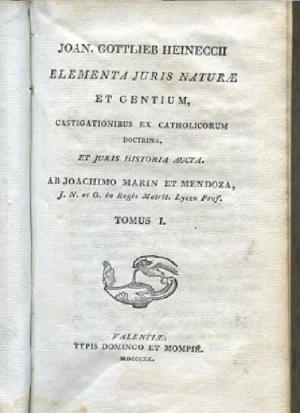 JOAN. GOTTLIEB HEINECCII
ELEMENTA JURIS NATURÆ
ET GENTIUM,
CASTIGATIONIBUS EX CATHOLICORUM
DOCTRINA,
ET JURIS HISTORIA AUCTA.
AB JOACHIMO MARIN ET MENDOZA,
J. N. et G. in Regio Matrit. Lyceo Prof.
TOMUS I.
VALENTIÆ:
TYPIS DOMINGO ET MOMPIÉ.
MDCCCXX.